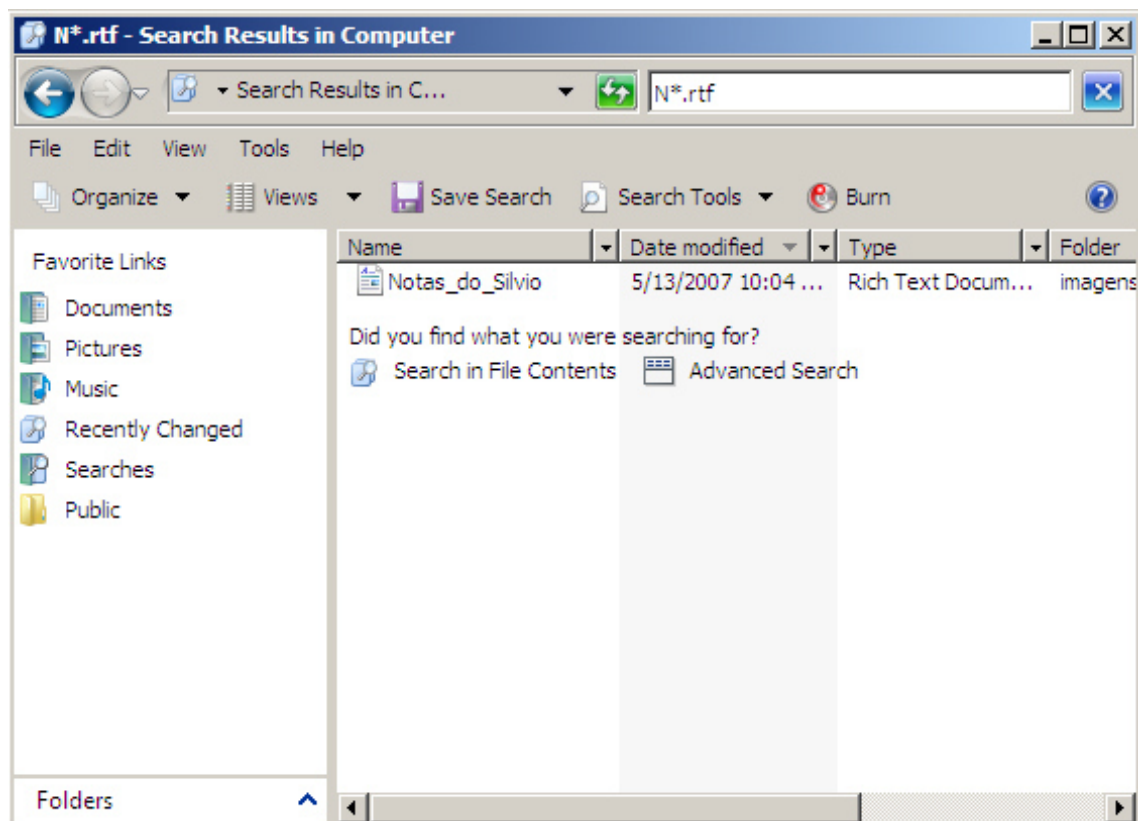 N*.rtf - Search Results in Computer
Search Results in C... N*.rtf
File Edit View Tools Help
Organize Views Save Search Search Tools Burn
Favorite Links
Documents
Pictures
Music
Recently Changed
Searches
Public
Folders
Name Date modified Type Folder
Notas_do_Silvio 5/13/2007 10:04 ... Rich Text Docum... imagens
Did you find what you were searching for?
Search in File Contents Advanced Search